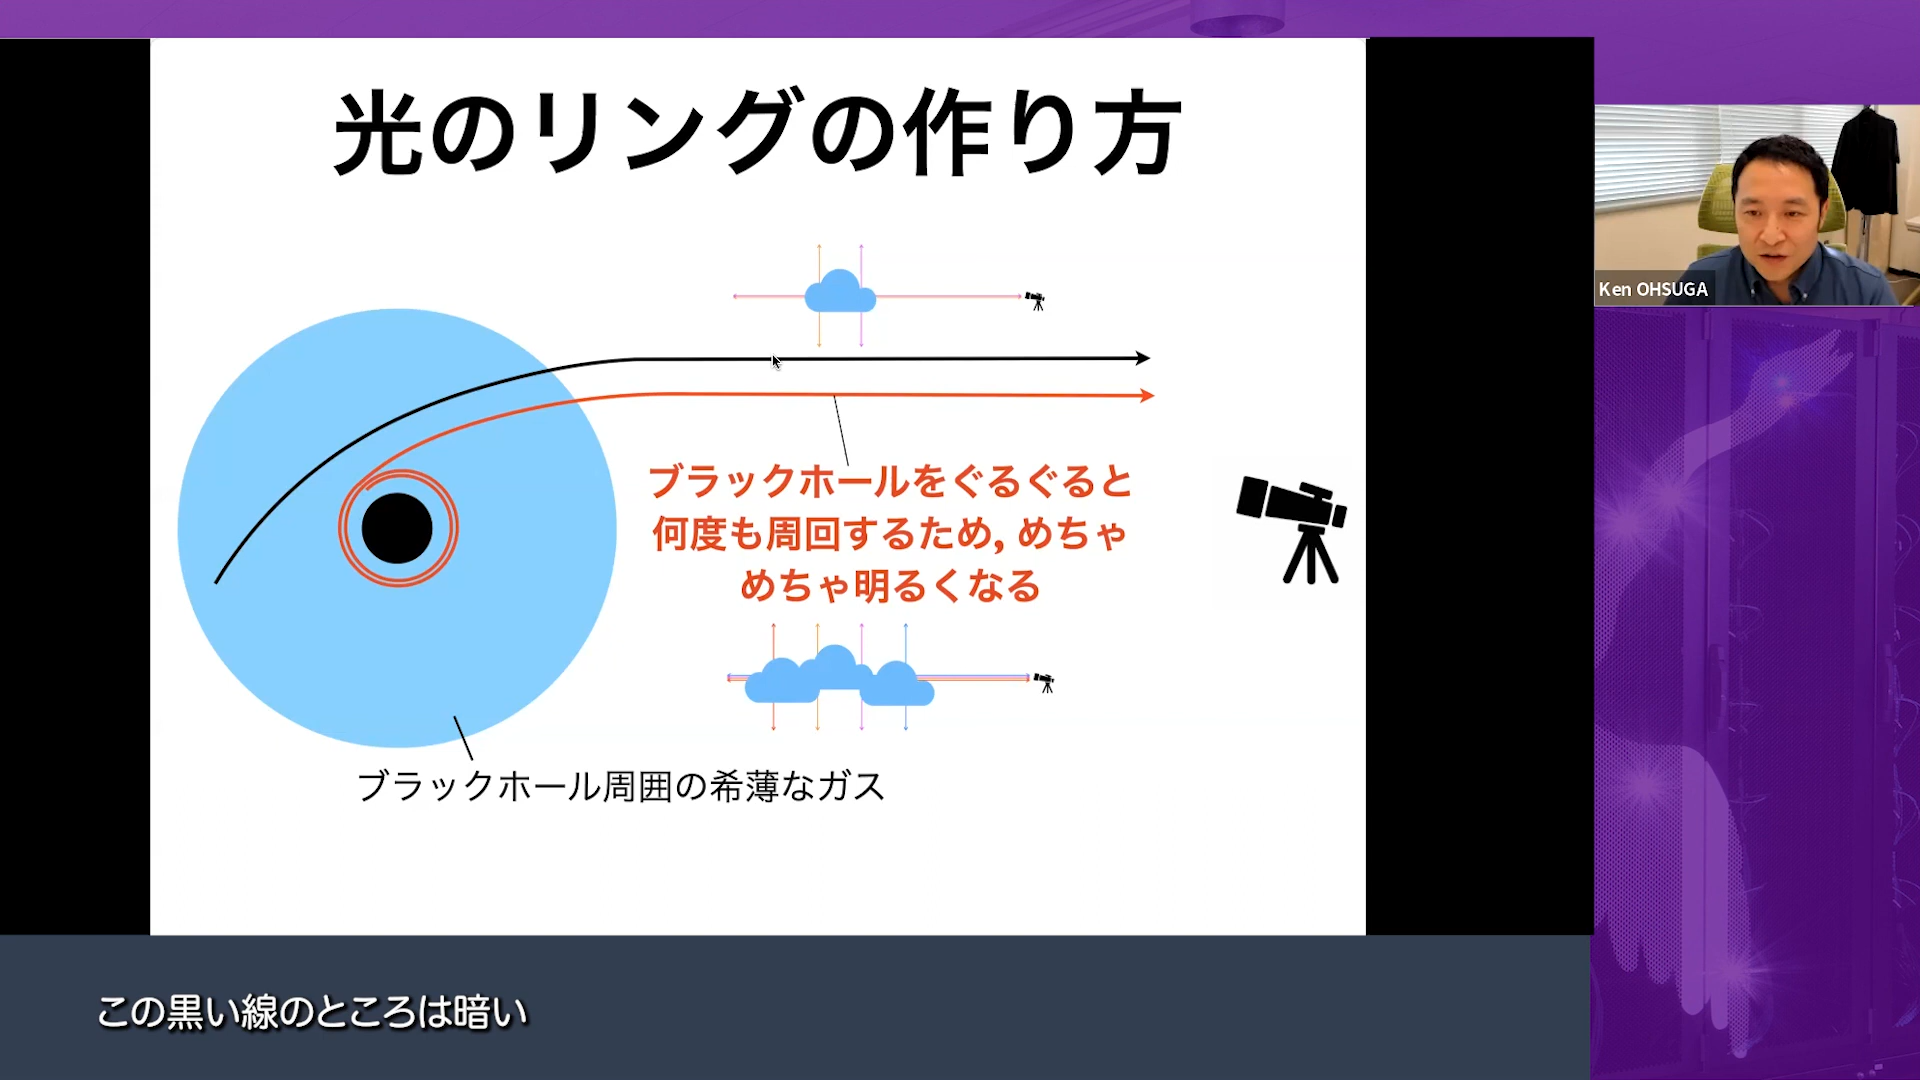 光のリングの作り方
Ken OHSUGA
ブラックホールをぐるぐると
何度も周回するため, めちゃ
めちゃ明るくなる
ブラックホール周囲の希薄なガス
この黒い線のところは暗い